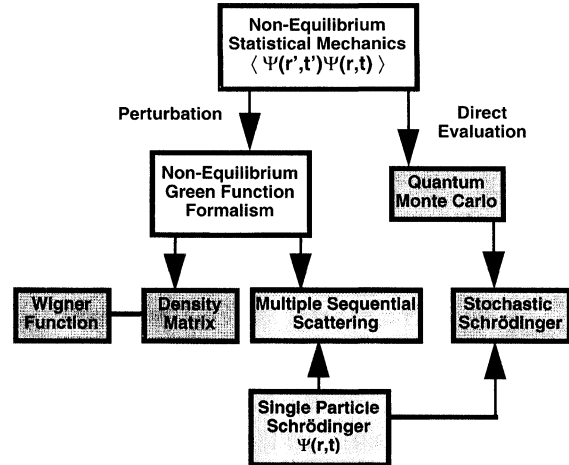 Non-Equilibrium
Statistical Mechanics
⟨ Ψ(r',t')Ψ(r,t) ⟩
Perturbation
Direct
Evaluation
Non-Equilibrium
Green Function
Formalism
Quantum
Monte Carlo
Wigner
Function
Density
Matrix
Multiple Sequential
Scattering
Stochastic
Schrödinger
Single Particle
Schrödinger
Ψ(r,t)